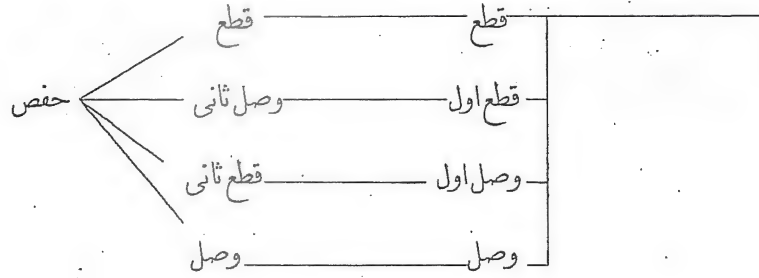 قطع قطع
حفص وصل ثانی قطع اول
قطع ثانی وصل اول
وصل وصل